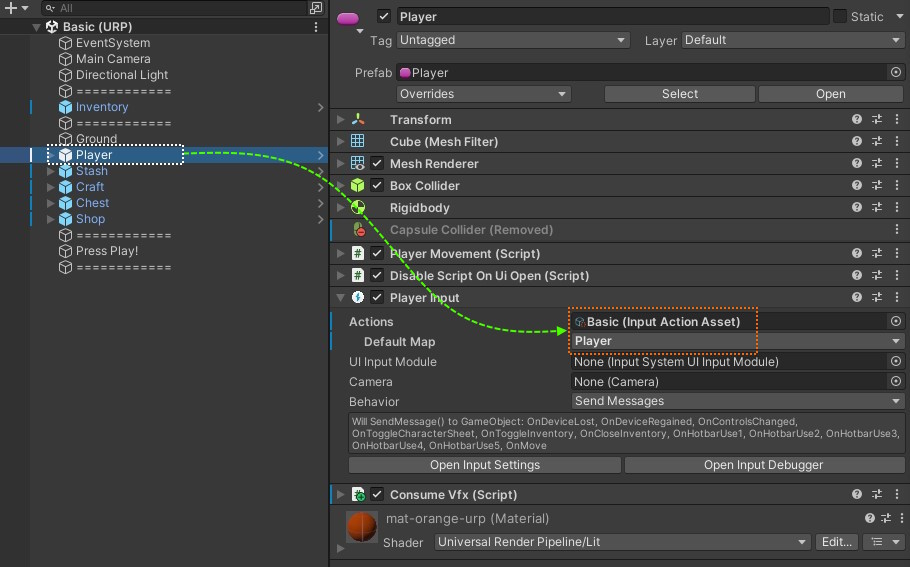 All
Basic (URP)
EventSystem
Main Camera
Directional Light
============
Inventory
============
Ground
Player
Stash
Craft
Chest
Shop
============
Press Play!
============
Player
Static
Tag Untagged Layer Default
Prefab Player
Overrides Select Open
Transform
Cube (Mesh Filter)
Mesh Renderer
Box Collider
Rigidbody
Capsule Collider (Removed)
Player Movement (Script)
Disable Script On Ui Open (Script)
Player Input
Actions Basic (Input Action Asset)
Default Map Player
UI Input Module None (Input System UI Input Module)
Camera None (Camera)
Behavior Send Messages
Will SendMessage() to GameObject: OnDeviceLost, OnDeviceRegained, OnControlsChanged,
OnToggleCharacterSheet, OnToggleInventory, OnCloseInventory, OnHotbarUse1, OnHotbarUse2, OnHotbarUse3,
OnHotbarUse4, OnHotbarUse5, OnMove
Open Input Settings Open Input Debugger
Consume Vfx (Script)
mat-orange-urp (Material)
Shader Universal Render Pipeline/Lit Edit...